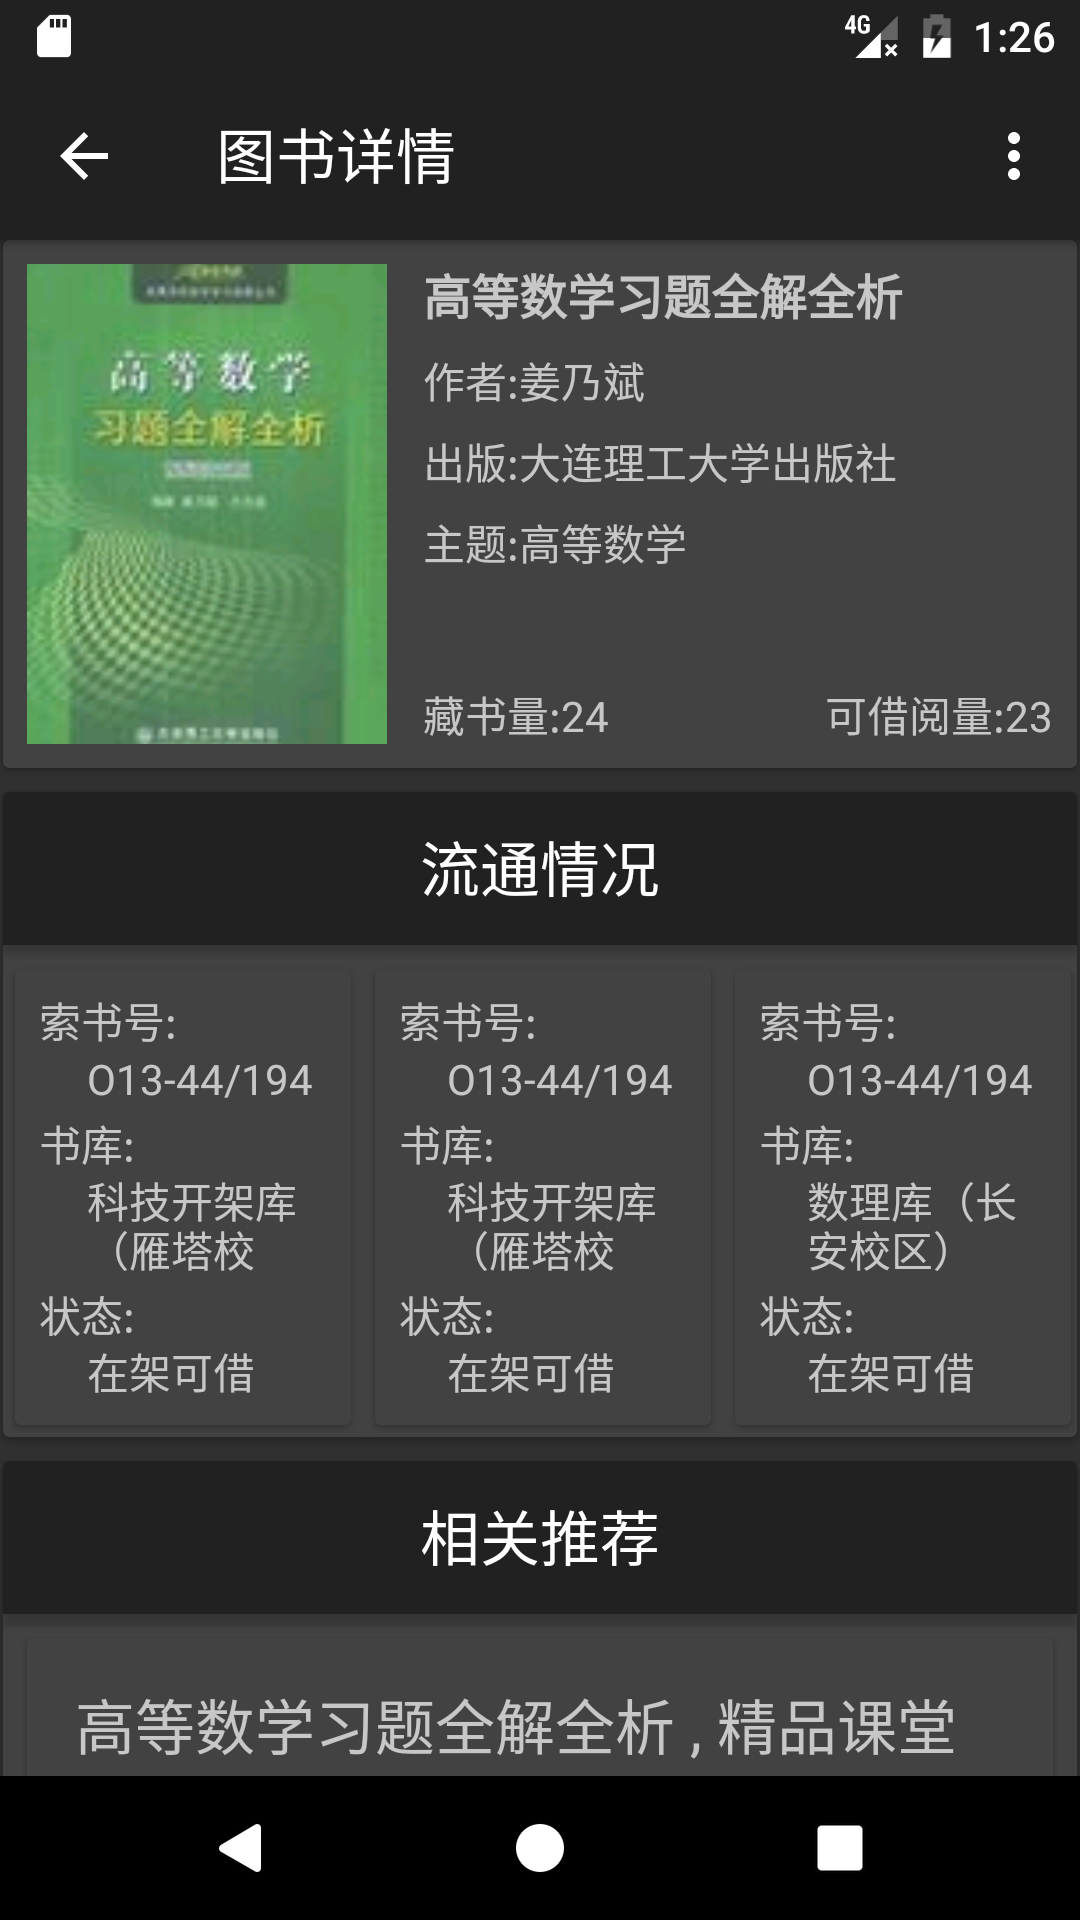 4G
1:26
图书详情
高等数学
习题全解全析
高等数学习题全解全析
作者:姜乃斌
出版:大连理工大学出版社
主题:高等数学
藏书量:24
可借阅量:23
流通情况
索书号:
O13-44/194
书库:
科技开架库
（雁塔校
状态:
在架可借
索书号:
O13-44/194
书库:
科技开架库
（雁塔校
状态:
在架可借
索书号:
O13-44/194
书库:
数理库（长
安校区）
状态:
在架可借
相关推荐
高等数学习题全解全析 , 精品课堂